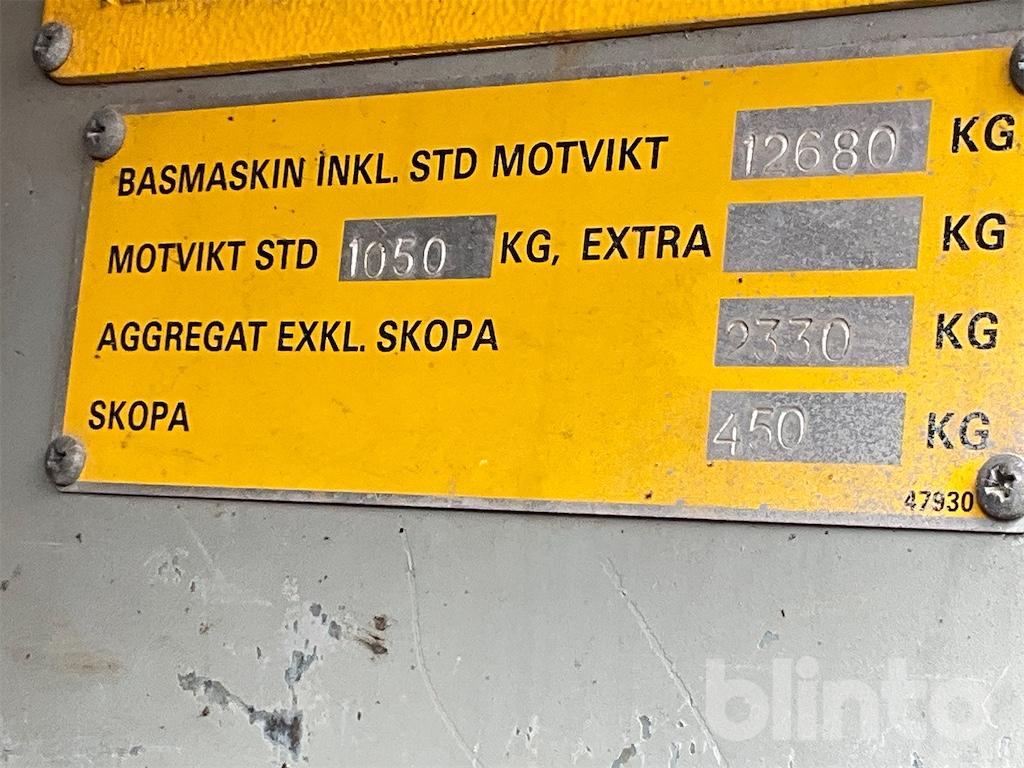 BASMASKIN INKL. STD MOTVIKT 12680 KG
MOTVIKT STD 1050 KG, EXTRA KG
AGGREGAT EXKL. SKOPA 2330 KG
SKOPA 450 KG
47930
blinto